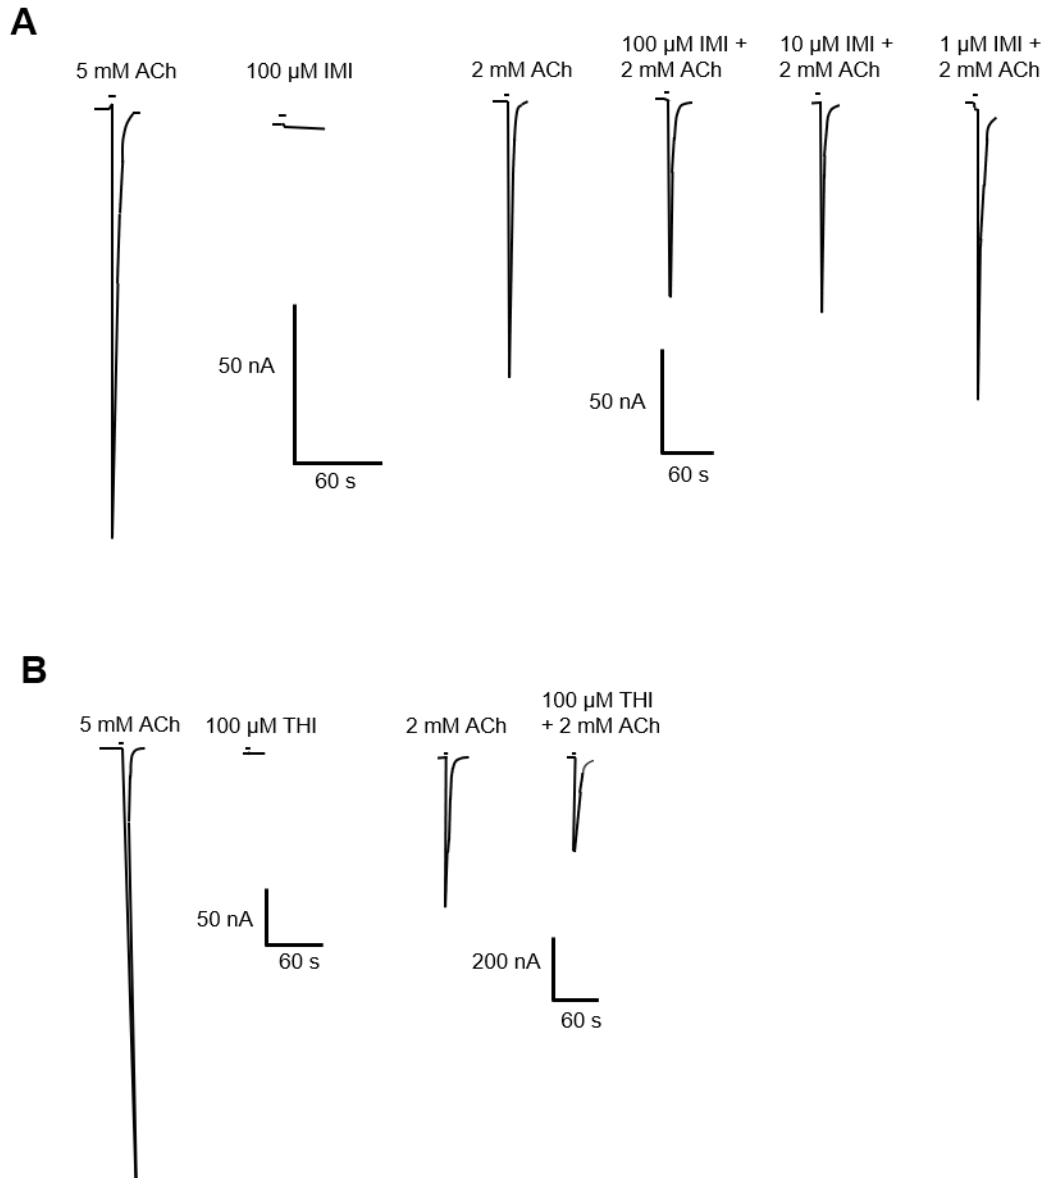 A
5 mM ACh
100 µM IMI
2 mM ACh
100 µM IMI +
2 mM ACh
10 µM IMI +
2 mM ACh
1 µM IMI +
2 mM ACh
50 nA
60 s
50 nA
60 s
B
5 mM ACh
100 µM THI
2 mM ACh
100 µM THI
+ 2 mM ACh
50 nA
60 s
200 nA
60 s